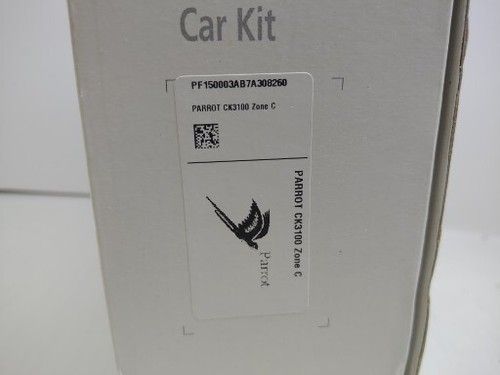 Car Kit
PF150003AB7A308260
PARROT CK3100 Zone C
PARROT CK3100 Zone C
Parrot